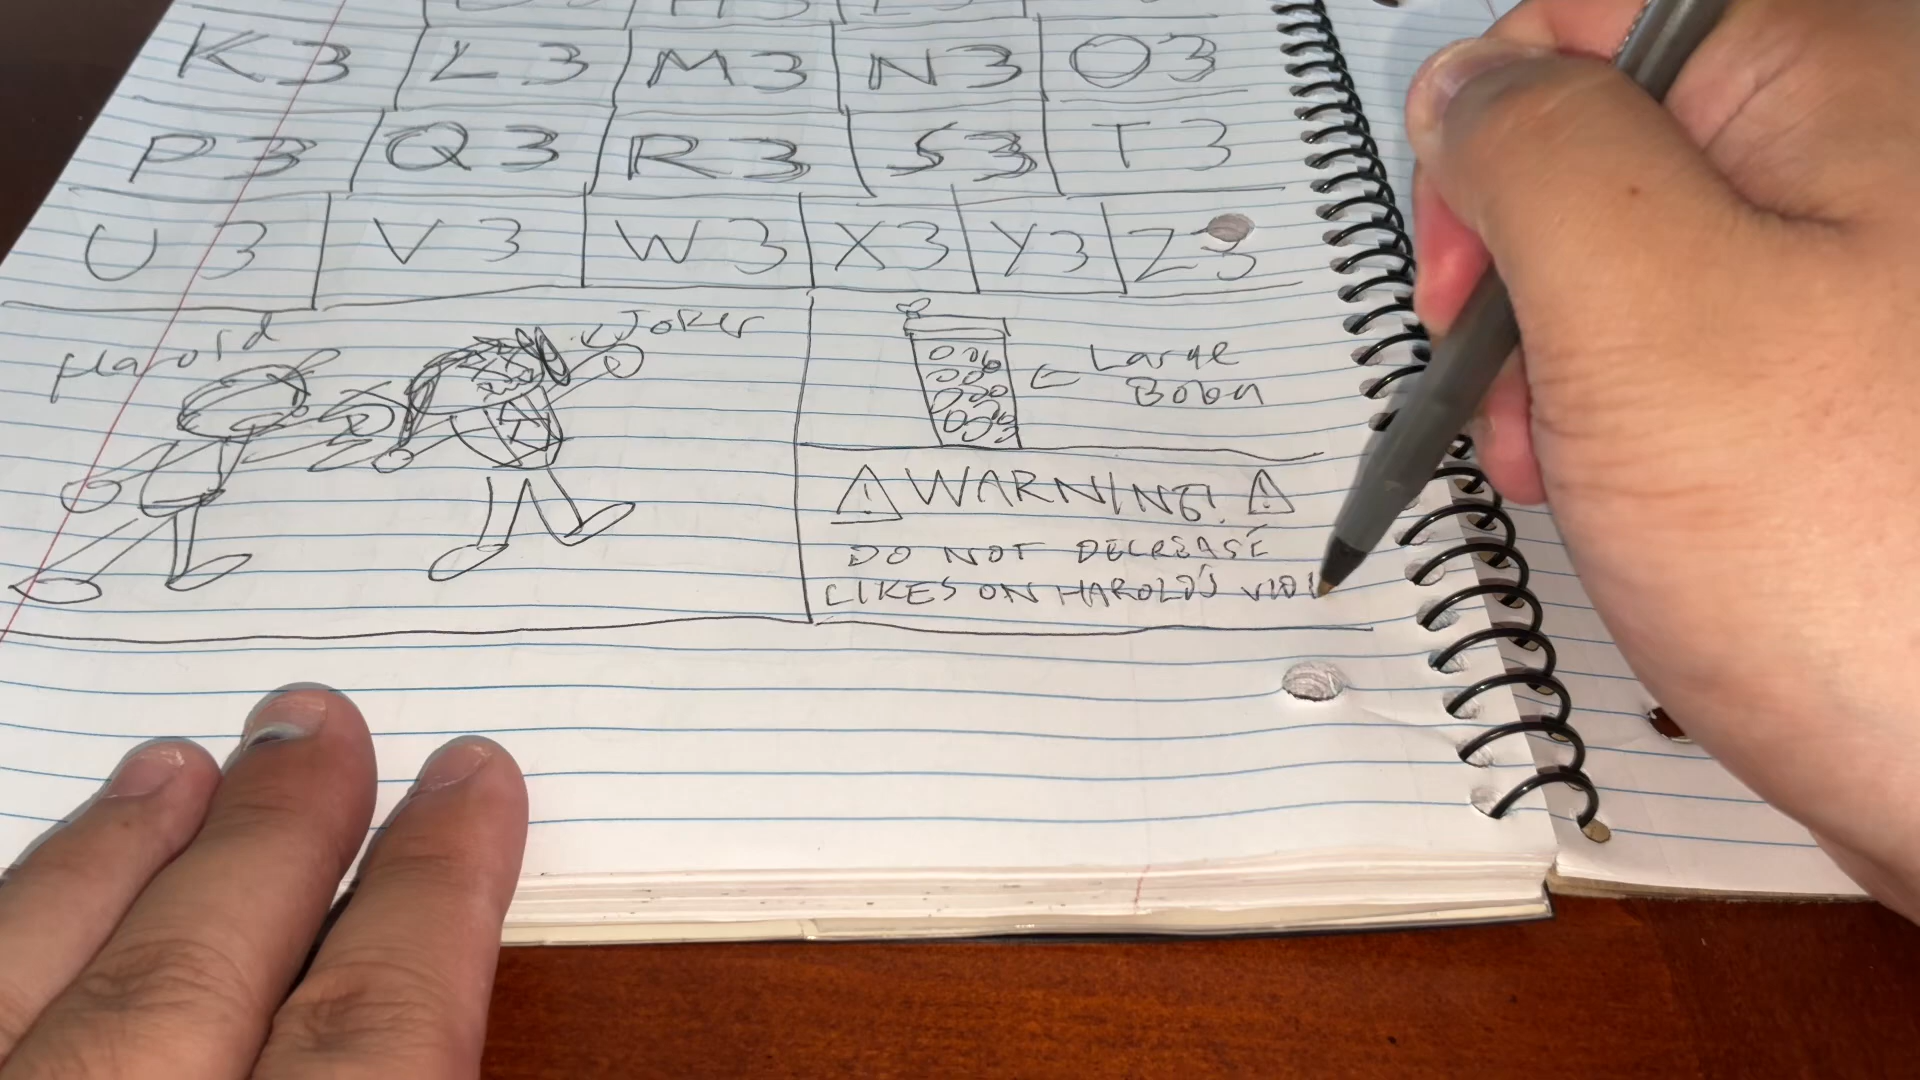 K3 L3 M3 N3 O3
P3 Q3 R3 S3 T3
U3 V3 W3 X3 Y3 Z3
Harold
Joker
Large
Boba
WARNING!
DO NOT DECREASE
LIKES ON HAROLD'S